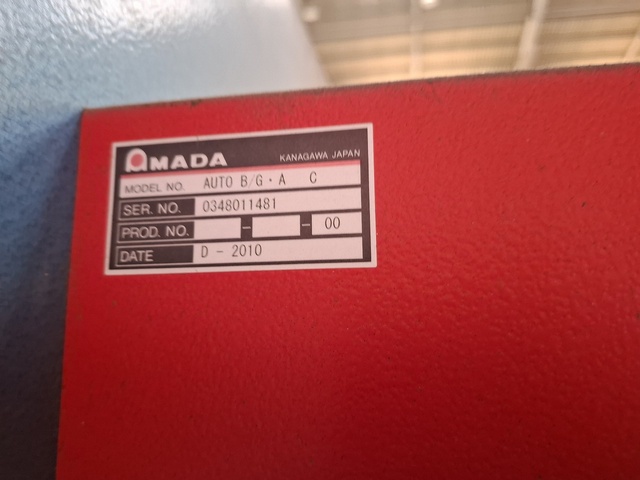 AMADA
KANAGAWA JAPAN
MODEL NO. AUTO B/G・A C
SER. NO. 0348011481
PROD. NO. - - 00
DATE D - 2010